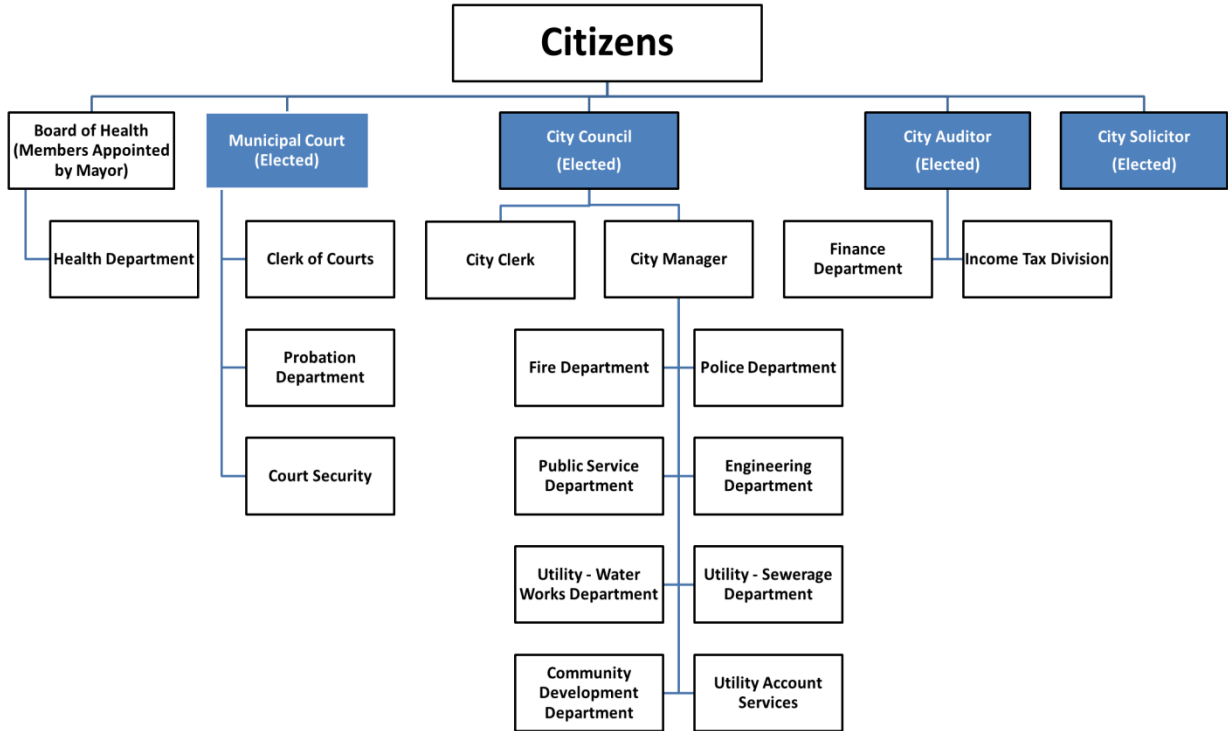 Citizens
Board of Health
(Members Appointed
by Mayor)
Municipal Court
(Elected)
City Council
(Elected)
City Auditor
(Elected)
City Solicitor
(Elected)
Health Department
Clerk of Courts
City Clerk
City Manager
Finance
Department
Income Tax Division
Probation
Department
Fire Department
Police Department
Court Security
Public Service
Department
Engineering
Department
Utility - Water
Works Department
Utility - Sewerage
Department
Community
Development
Department
Utility Account
Services